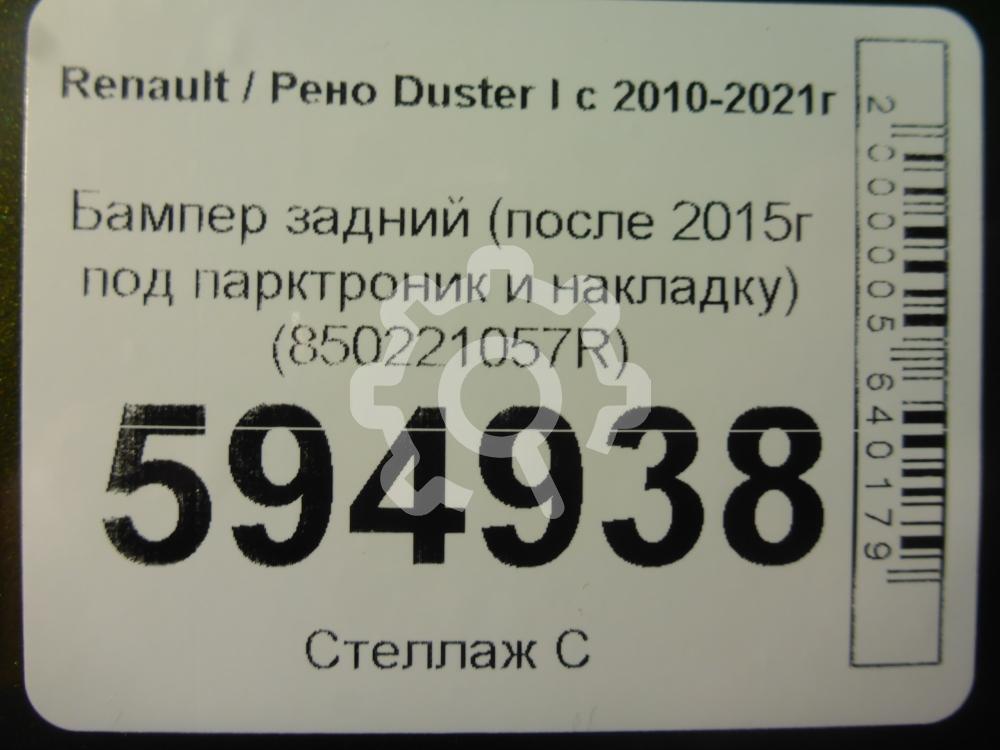 Renault / Рено Duster I с 2010-2021г
Бампер задний (после 2015г
под парктроник и накладку)
(850221057R)
594938
Стеллаж С
2000005640179